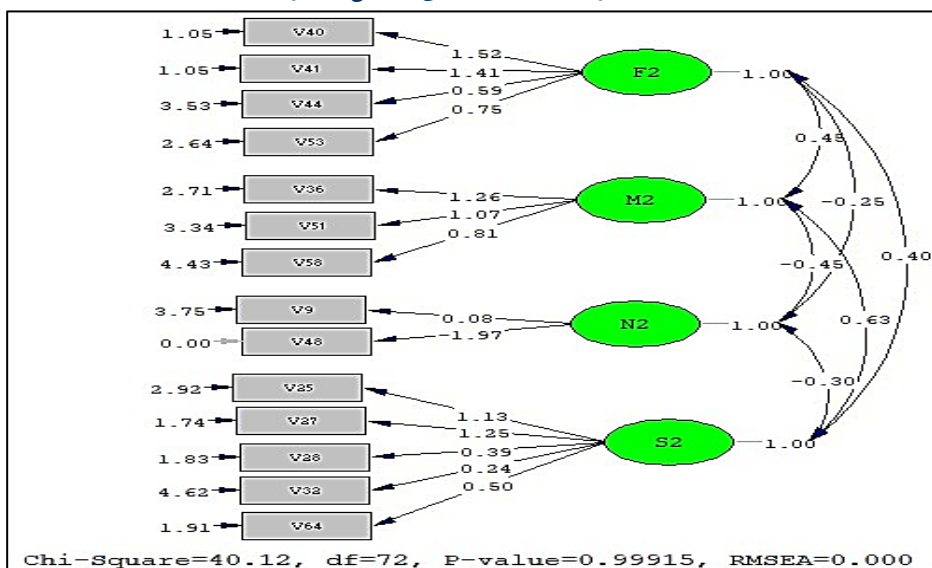 1.05 V40
1.52
1.05 V41 1.41 F2 1.00
3.53 V44 0.59
0.75
2.64 V53 0.45
2.71 V36 1.26
M2 1.00 -0.25
3.34 V51 1.07
0.81
4.43 V58 -0.45 0.40
3.75 V9 0.08
N2 1.00 0.63
0.00 V48 -1.97
2.92 V25 -0.30
1.13
1.74 V27 1.25
S2 1.00
1.83 V28 0.39
0.24
4.62 V32 0.50
1.91 V64
Chi-Square=40.12, df=72, P-value=0.99915, RMSEA=0.000